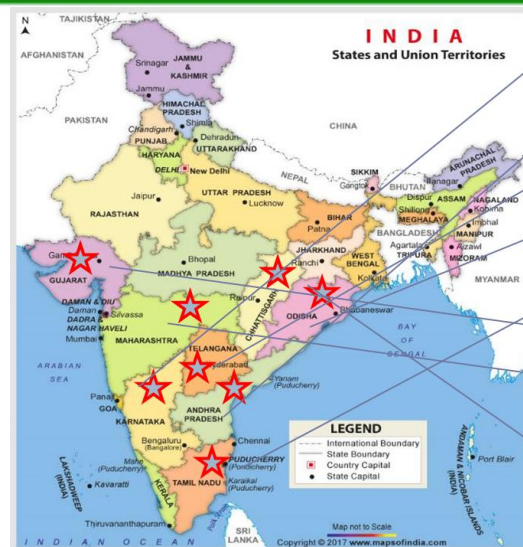 TAJIKISTAN
INDIA
States and Union Territories
AFGHANISTAN
JAMMU
&
KASHMIR
Srinagar
Jammu
HIMACHAL
PRADESH
Shimla
PAKISTAN
Chandigarh
PUNJAB
Dehradun
UTTARAKHAND
CHINA
HARYANA
DELHI
New Delhi
ARUNACHAL
PRADESH
SIKKIM
Gangtok
NEPAL
BHUTAN
Itanagar
Dispur
ASSAM
NAGALAND
Kohima
Shillong
MEGHALAYA
Imphal
MANIPUR
BANGLADESH
Agartala
TRIPURA
Aizawl
MIZORAM
MYANMAR
Jaipur
RAJASTHAN
UTTAR PRADESH
Lucknow
BIHAR
Patna
JHARKHAND
Ranchi
WEST
BENGAL
Kolkata
GUJARAT
Bhopal
MADHYA PRADESH
Raipur
CHHATTISGARH
ODISHA
Bhubaneswar
DAMAN & DIU
Daman
Silvassa
DADRA &
NAGAR HAVELI
Mumbai
MAHARASHTRA
BAY
OF
BENGAL
ARABIAN
SEA
TELANGANA
Hyderabad
Yanam
(Puducherry)
Panaji
GOA
KARNATAKA
ANDHRA
PRADESH
Bengaluru
(Bangalore)
Chennai
Mahe
(Puducherry)
PUDUCHERRY
(Pondicherry)
Karaikal
(Puducherry)
TAMIL NADU
KERALA
LAKSHADWEEP
(INDIA)
Kavaratti
Thiruvananthapuram
SRI
LANKA
INDIAN OCEAN
ANDAMAN & NICOBAR ISLANDS
(INDIA)
Port Blair
LEGEND
International Boundary
State Boundary
Country Capital
State Capital
Map not to Scale
Copyright © 2017 www.mapsofindia.com